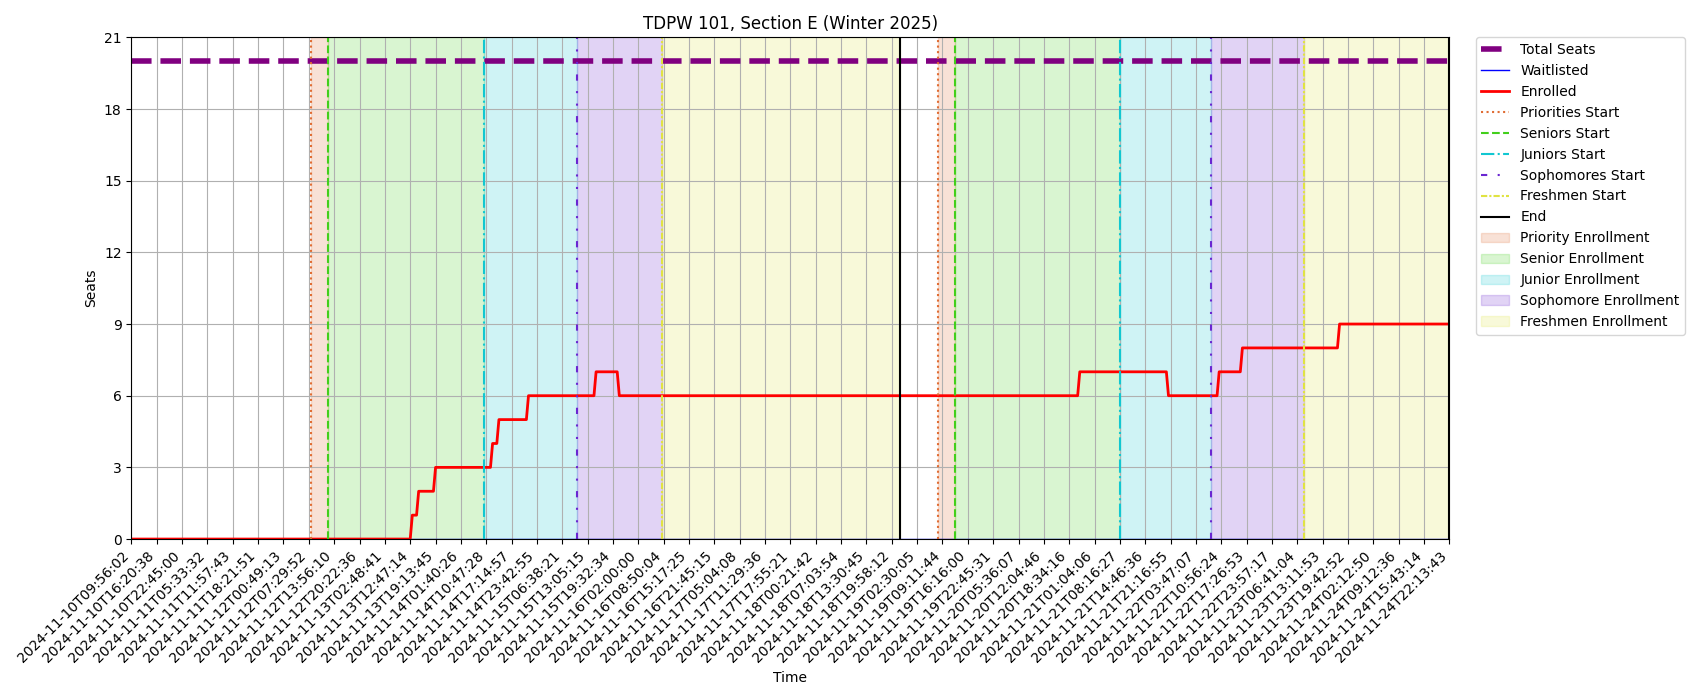 TDPW 101, Section E (Winter 2025)
21
18
15
12
9
6
3
0
Seats
2024-11-10T09:56:02
2024-11-10T16:20:38
2024-11-10T22:45:00
2024-11-11T05:33:32
2024-11-11T11:57:43
2024-11-11T18:21:51
2024-11-12T00:49:13
2024-11-12T07:29:52
2024-11-12T13:56:10
2024-11-12T20:22:36
2024-11-13T02:48:41
2024-11-13T12:47:14
2024-11-13T19:13:45
2024-11-14T01:40:26
2024-11-14T10:47:28
2024-11-14T17:14:57
2024-11-14T23:42:55
2024-11-15T06:38:21
2024-11-15T13:05:15
2024-11-15T19:32:34
2024-11-16T02:00:00
2024-11-16T08:50:04
2024-11-16T15:17:25
2024-11-16T21:45:15
2024-11-17T05:04:08
2024-11-17T11:29:36
2024-11-17T17:55:21
2024-11-18T00:21:42
2024-11-18T07:03:54
2024-11-18T13:30:45
2024-11-18T19:58:12
2024-11-19T02:30:05
2024-11-19T09:11:44
2024-11-19T16:16:00
2024-11-19T22:45:31
2024-11-20T05:36:07
2024-11-20T12:04:46
2024-11-20T18:34:16
2024-11-21T01:04:06
2024-11-21T08:16:27
2024-11-21T14:46:36
2024-11-21T21:16:55
2024-11-22T03:47:07
2024-11-22T10:56:24
2024-11-22T17:26:53
2024-11-22T23:57:17
2024-11-23T06:41:04
2024-11-23T13:11:53
2024-11-23T19:42:52
2024-11-24T02:12:50
2024-11-24T09:12:36
2024-11-24T15:43:14
2024-11-24T22:13:43
Time
Total Seats
Waitlisted
Enrolled
Priorities Start
Seniors Start
Juniors Start
Sophomores Start
Freshmen Start
End
Priority Enrollment
Senior Enrollment
Junior Enrollment
Sophomore Enrollment
Freshmen Enrollment